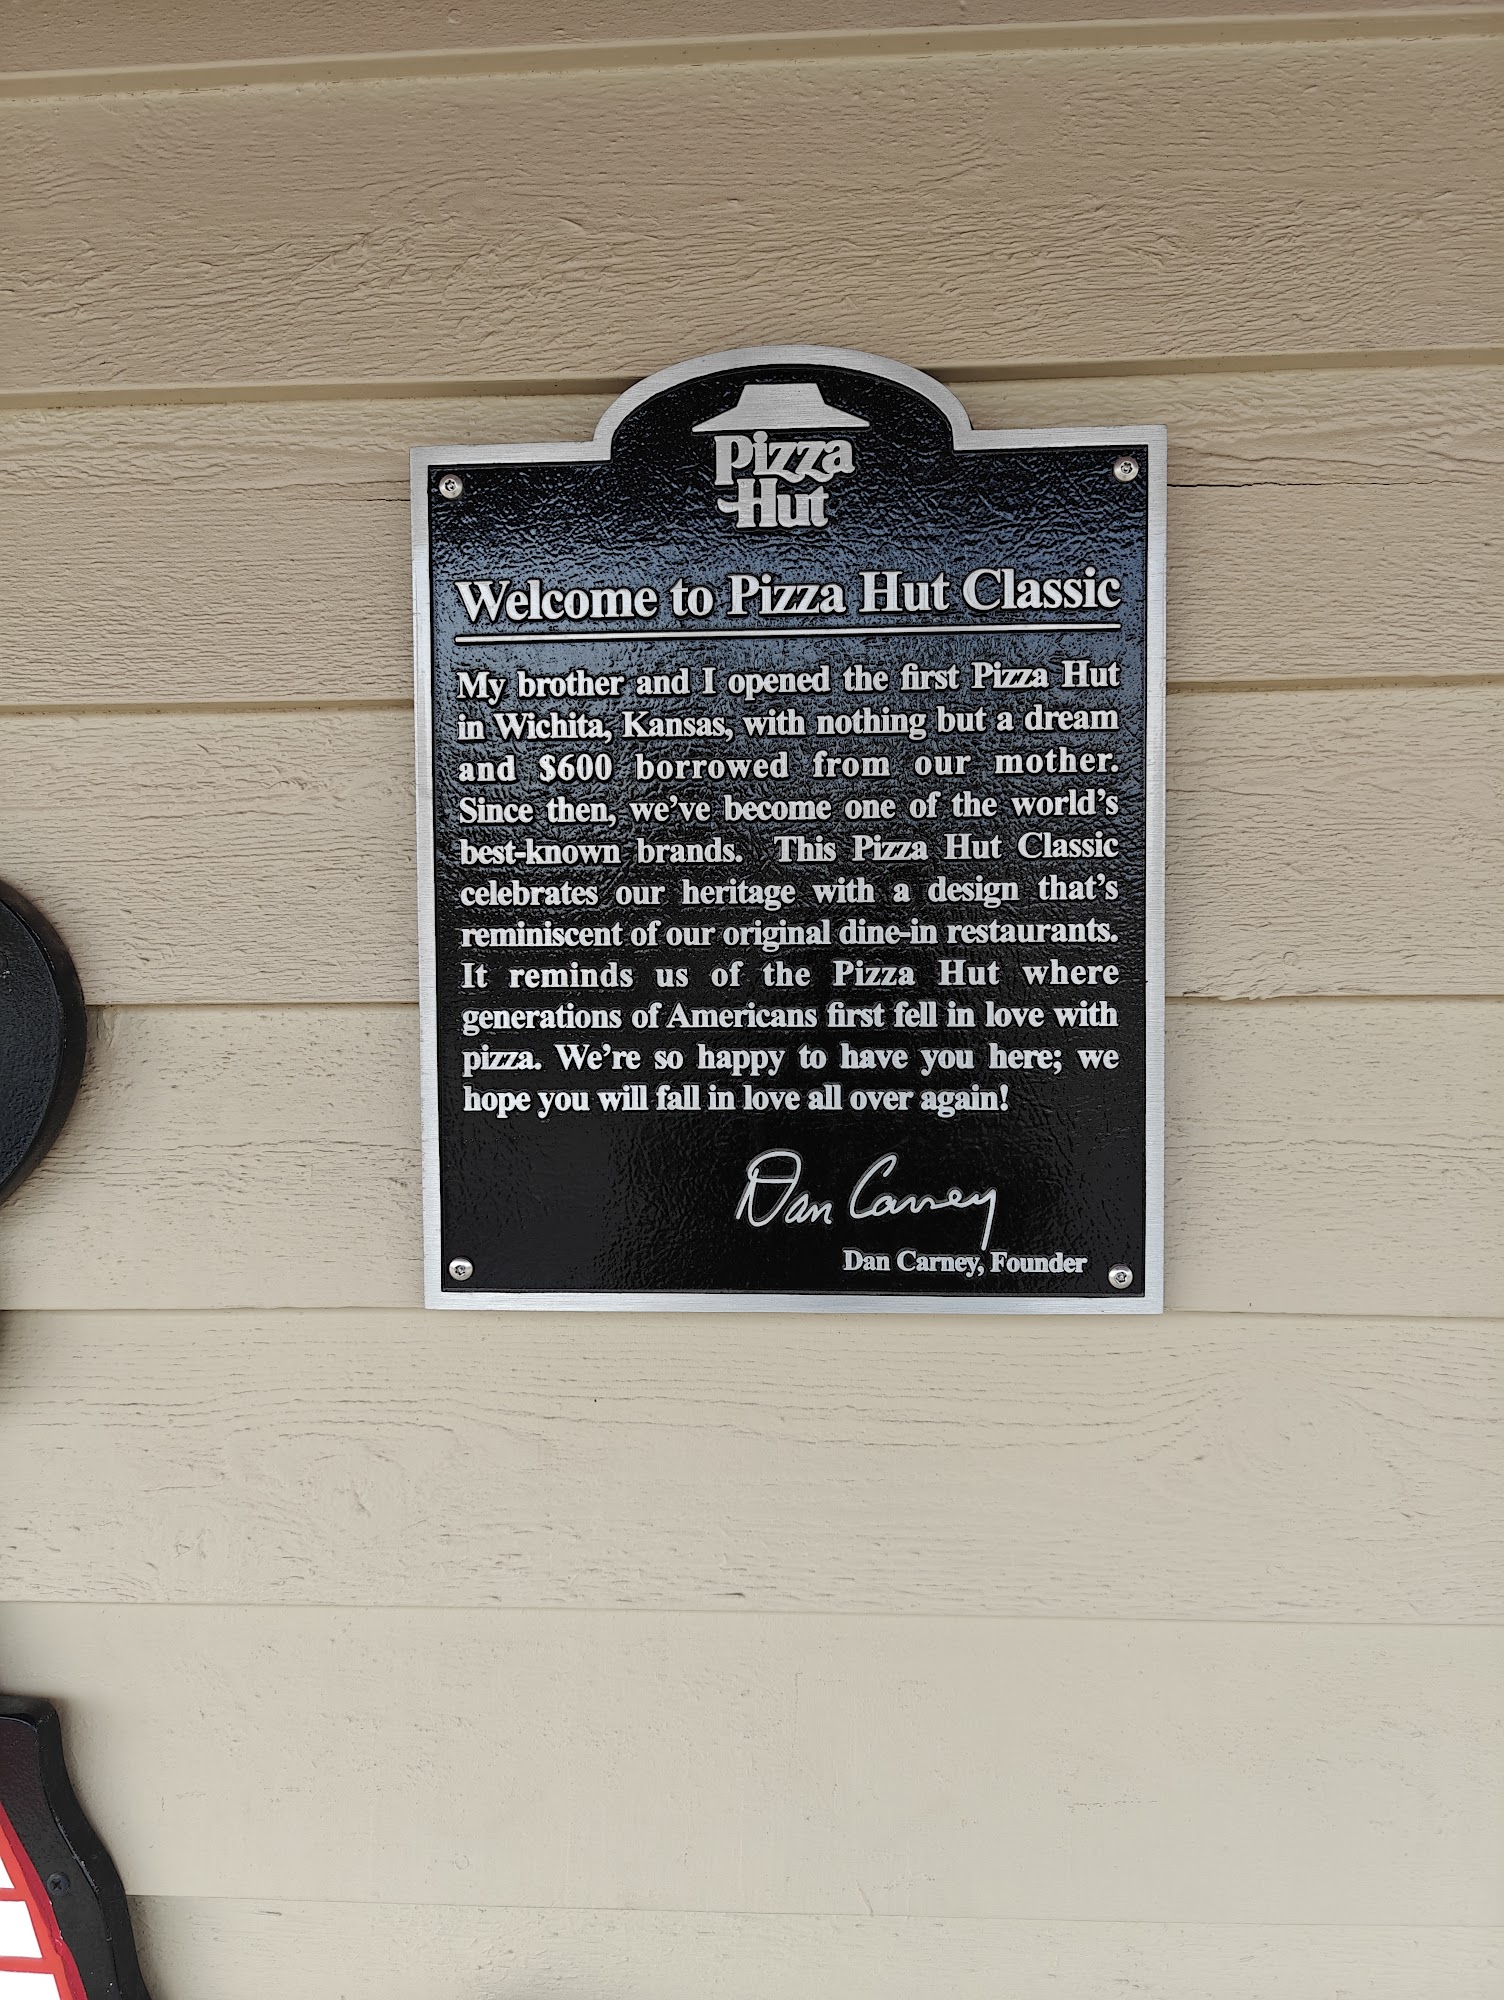 Pizza
Hut
Welcome to Pizza Hut Classic
My brother and I opened the first Pizza Hut
in Wichita, Kansas, with nothing but a dream
and $600 borrowed from our mother.
Since then, we've become one of the world's
best-known brands. This Pizza Hut Classic
celebrates our heritage with a design that's
reminiscent of our original dine-in restaurants.
It reminds us of the Pizza Hut where
generations of Americans first fell in love with
pizza. We're so happy to have you here; we
hope you will fall in love all over again!
Dan Carney
Dan Carney, Founder